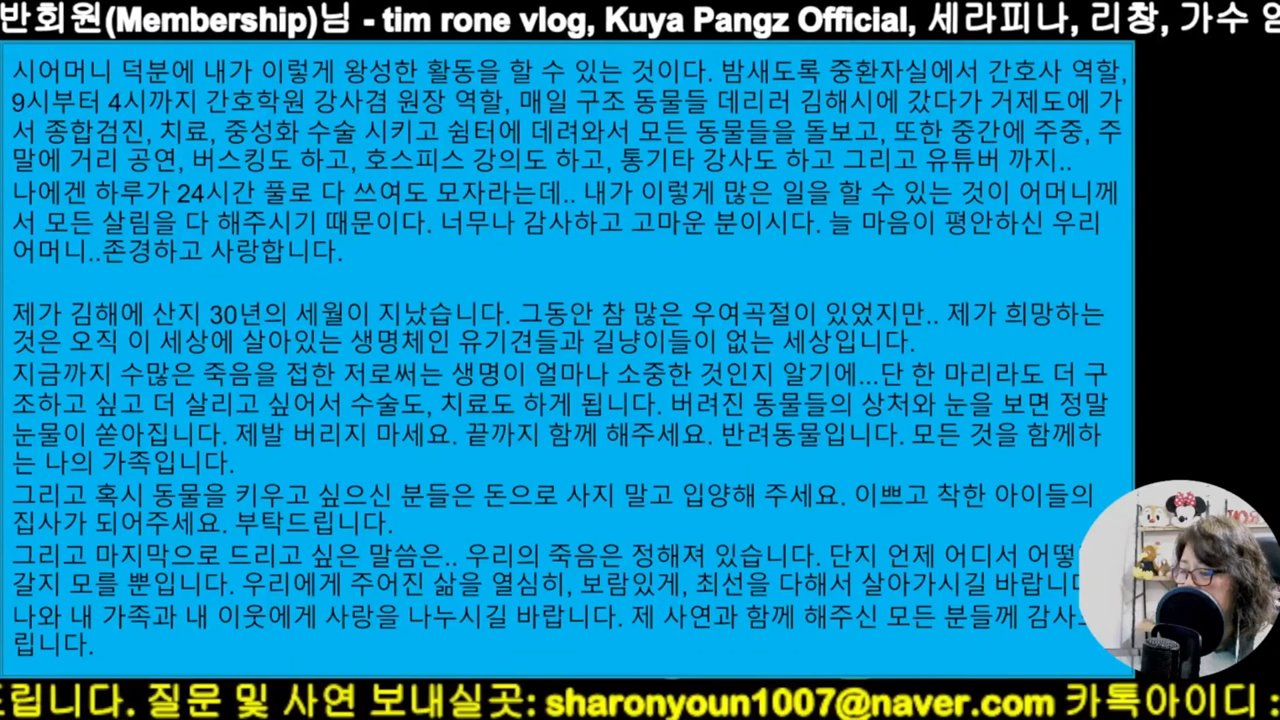 반회원(Membership)님 - tim rone vlog, Kuya Pangz Official, 세라피나, 리창, 가수
시어머니 덕분에 내가 이렇게 왕성한 활동을 할 수 있는 것이다. 밤새도록 중환자실에서 간호사 역할,
9시부터 4시까지 간호학원 강사겸 원장 역할, 매일 구조 동물들 데리러 김해시에 갔다가 거제도에 가
서 종합검진, 치료, 중성화 수술 시키고 쉼터에 데려와서 모든 동물들을 돌보고, 또한 중간에 주중, 주
말에 거리 공연, 버스킹도 하고, 호스피스 강의도 하고, 통기타 강사도 하고 그리고 유튜버 까지..
나에겐 하루가 24시간 풀로 다 쓰여도 모자라는데.. 내가 이렇게 많은 일을 할 수 있는 것이 어머니께
서 모든 살림을 다 해주시기 때문이다. 너무나 감사하고 고마운 분이시다. 늘 마음이 평안하신 우리
어머니..존경하고 사랑합니다.
제가 김해에 산지 30년의 세월이 지났습니다. 그동안 참 많은 우여곡절이 있었지만.. 제가 희망하는
것은 오직 이 세상에 살아있는 생명체인 유기견들과 길냥이들이 없는 세상입니다.
지금까지 수많은 죽음을 접한 저로써는 생명이 얼마나 소중한 것인지 알기에...단 한 마리라도 더 구
조하고 싶고 더 살리고 싶어서 수술도, 치료도 하게 됩니다. 버려진 동물들의 상처와 눈을 보면 정말
눈물이 쏟아집니다. 제발 버리지 마세요. 끝까지 함께 해주세요. 반려동물입니다. 모든 것을 함께하
는 나의 가족입니다.
그리고 혹시 동물을 키우고 싶으신 분들은 돈으로 사지 말고 입양해 주세요. 이쁘고 착한 아이들의
집사가 되어주세요. 부탁드립니다.
그리고 마지막으로 드리고 싶은 말씀은.. 우리의 죽음은 정해져 있습니다. 단지 언제 어디서 어떻
갈지 모를 뿐입니다. 우리에게 주어진 삶을 열심히, 보람있게, 최선을 다해서 살아가시길 바랍니
나와 내 가족과 내 이웃에게 사랑을 나누시길 바랍니다. 제 사연과 함께 해주신 모든 분들께 감사
립니다.
드립니다. 질문 및 사연 보내실곳: sharonyoun1007@naver.com 카톡아이디 :